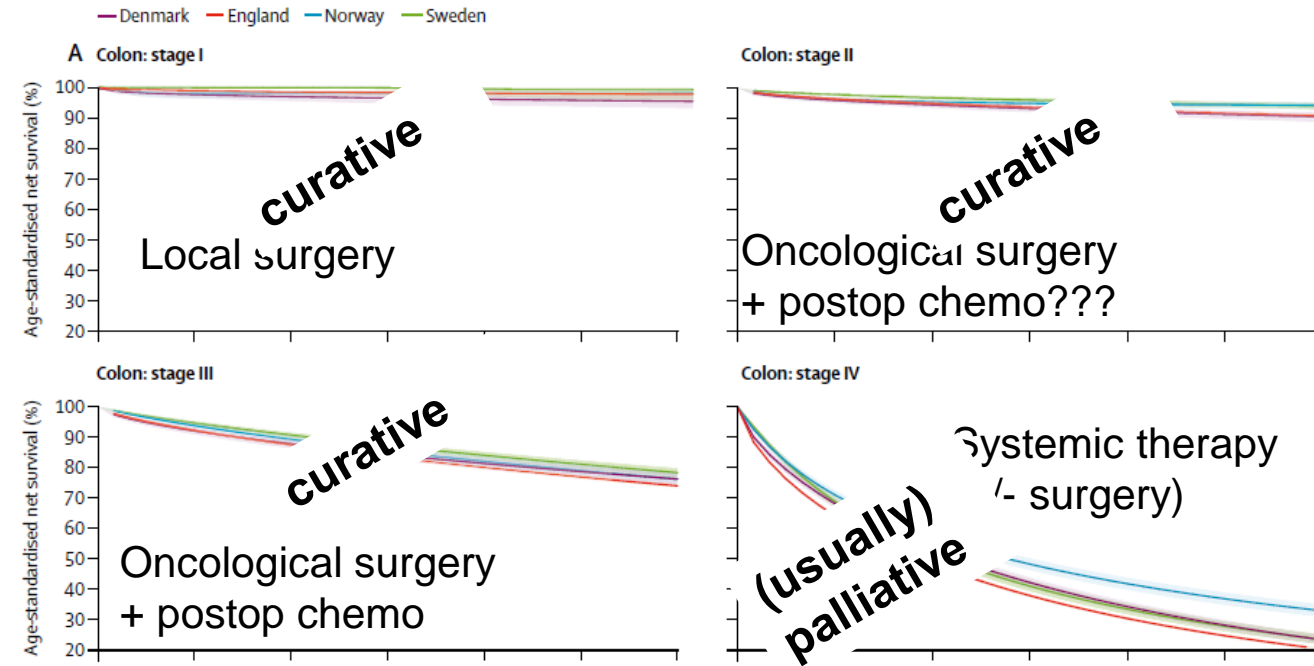 Denmark England Norway Sweden
A Colon: stage I
Colon: stage II
Age-standardised net survival (%)
100
90
80
70
60
50
40
30
20
curative
Local surgery
curative
Oncological surgery
+ postop chemo???
Colon: stage III
Colon: stage IV
Age-standardised net survival (%)
100
90
80
70
60
50
40
30
20
curative
Oncological surgery
+ postop chemo
Systemic therapy
/- surgery)
(usually)
palliative